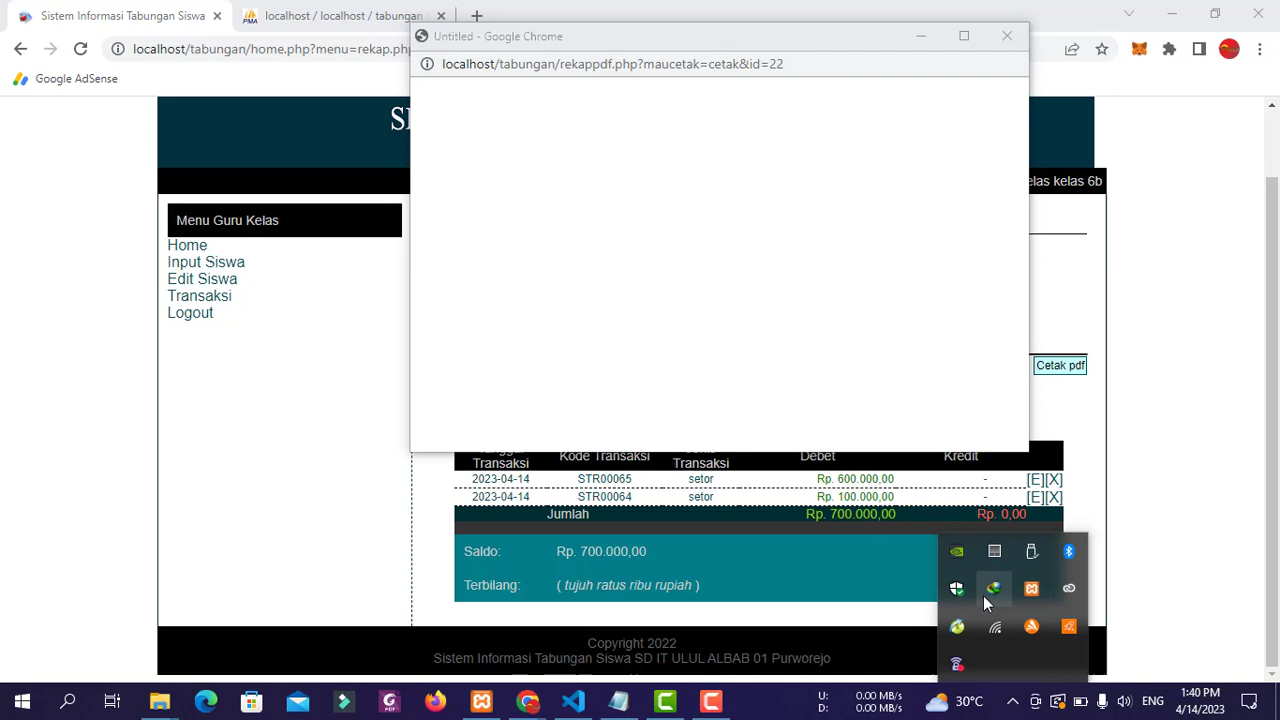 Sistem Informasi Tabungan Siswa
localhost / localhost / tabungan
Untitled - Google Chrome
localhost/tabungan/home.php?menu=rekap.ph
localhost/tabungan/rekappdf.php?maucetak=cetak&id=22
Google AdSense
elas kelas 6b
Menu Guru Kelas
Home
Input Siswa
Edit Siswa
Transaksi
Logout
Cetak pdf
Transaksi
Kode Transaksi
Transaksi
Debet
Kredit
2023-04-14 STR00065 setor Rp. 600.000,00 - [E][X]
2023-04-14 STR00064 setor Rp. 100.000,00 - [E][X]
Jumlah Rp. 700.000,00 Rp. 0,00
Saldo: Rp. 700.000,00
Terbilang: ( tujuh ratus ribu rupiah )
Copyright 2022
Sistem Informasi Tabungan Siswa SD IT ULUL ALBAB 01 Purworejo
U: 0.00 MB/s
D: 0.00 MB/s
30°C
ENG
1:40 PM
4/14/2023